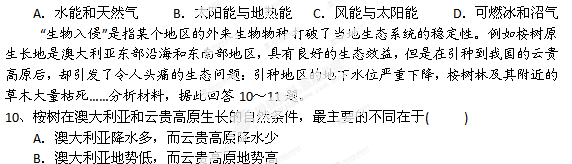 A. 水能和天然气 B. 太阳能与地热能 C. 风能与太阳能 D. 可燃冰和沼气
“生物入侵”是指某个地区的外来生物物种打破了当地生态系统的稳定性。例如桉树原
生长地是澳大利亚东部沿海和东南部地区，具有良好的生态效益，但是在引种到我国的云贵
高原后，却引发了令人头痛的生态问题：引种地区的地下水位严重下降，桉树林及其附近的
草木大量枯死……分析材料，据此回答 10～11 题。
10、桉树在澳大利亚和云贵高原生长的自然条件，最主要的不同在于( )
A. 澳大利亚降水多，而云贵高原降水少
B. 澳大利亚地势低，而云贵高原地势高